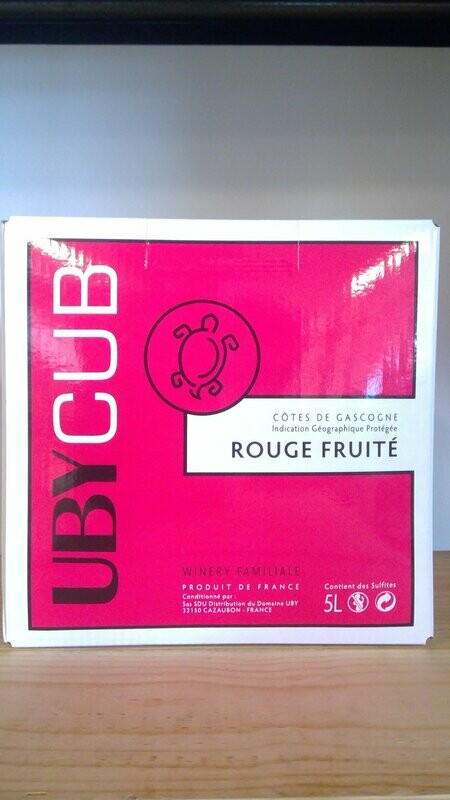 UBYCUB
CÔTES DE GASCOGNE
Indication Géographique Protégée
ROUGE FRUITÉ
WINERY FAMILIALE
PRODUIT DE FRANCE
Conditionné par :
Sas SDU Distribution du Domaine UBY
32150 CAZAUBON - FRANCE
Contient des Sulfites
5L